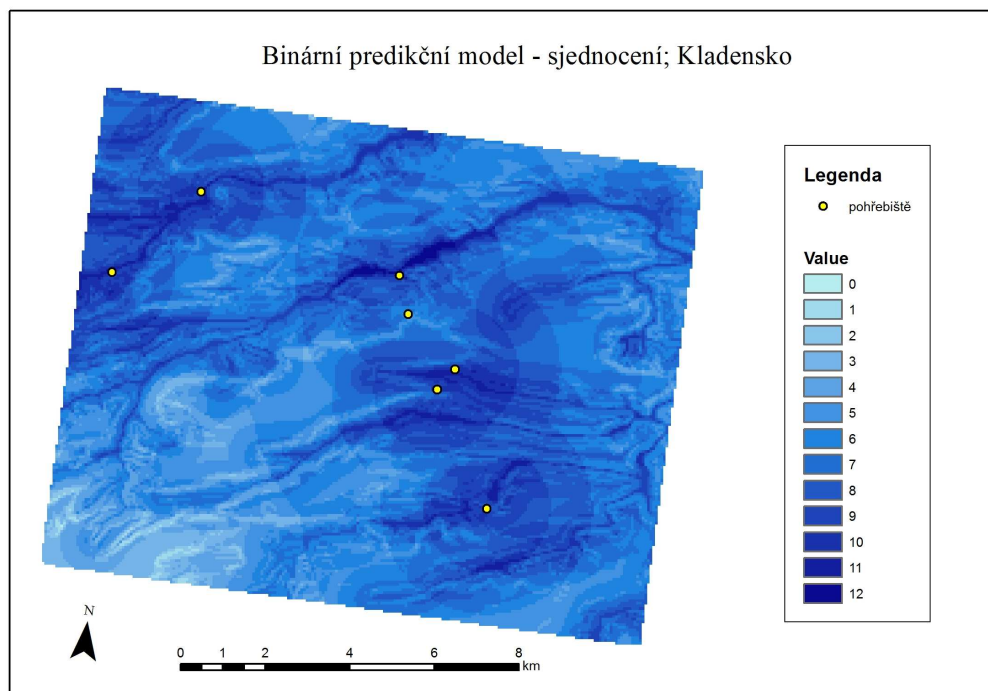 Binární predikční model - sjednocení; Kladensko
Legenda
pohřebiště
Value
0
1
2
3
4
5
6
7
8
9
10
11
12
N
0 1 2 4 6 8
km